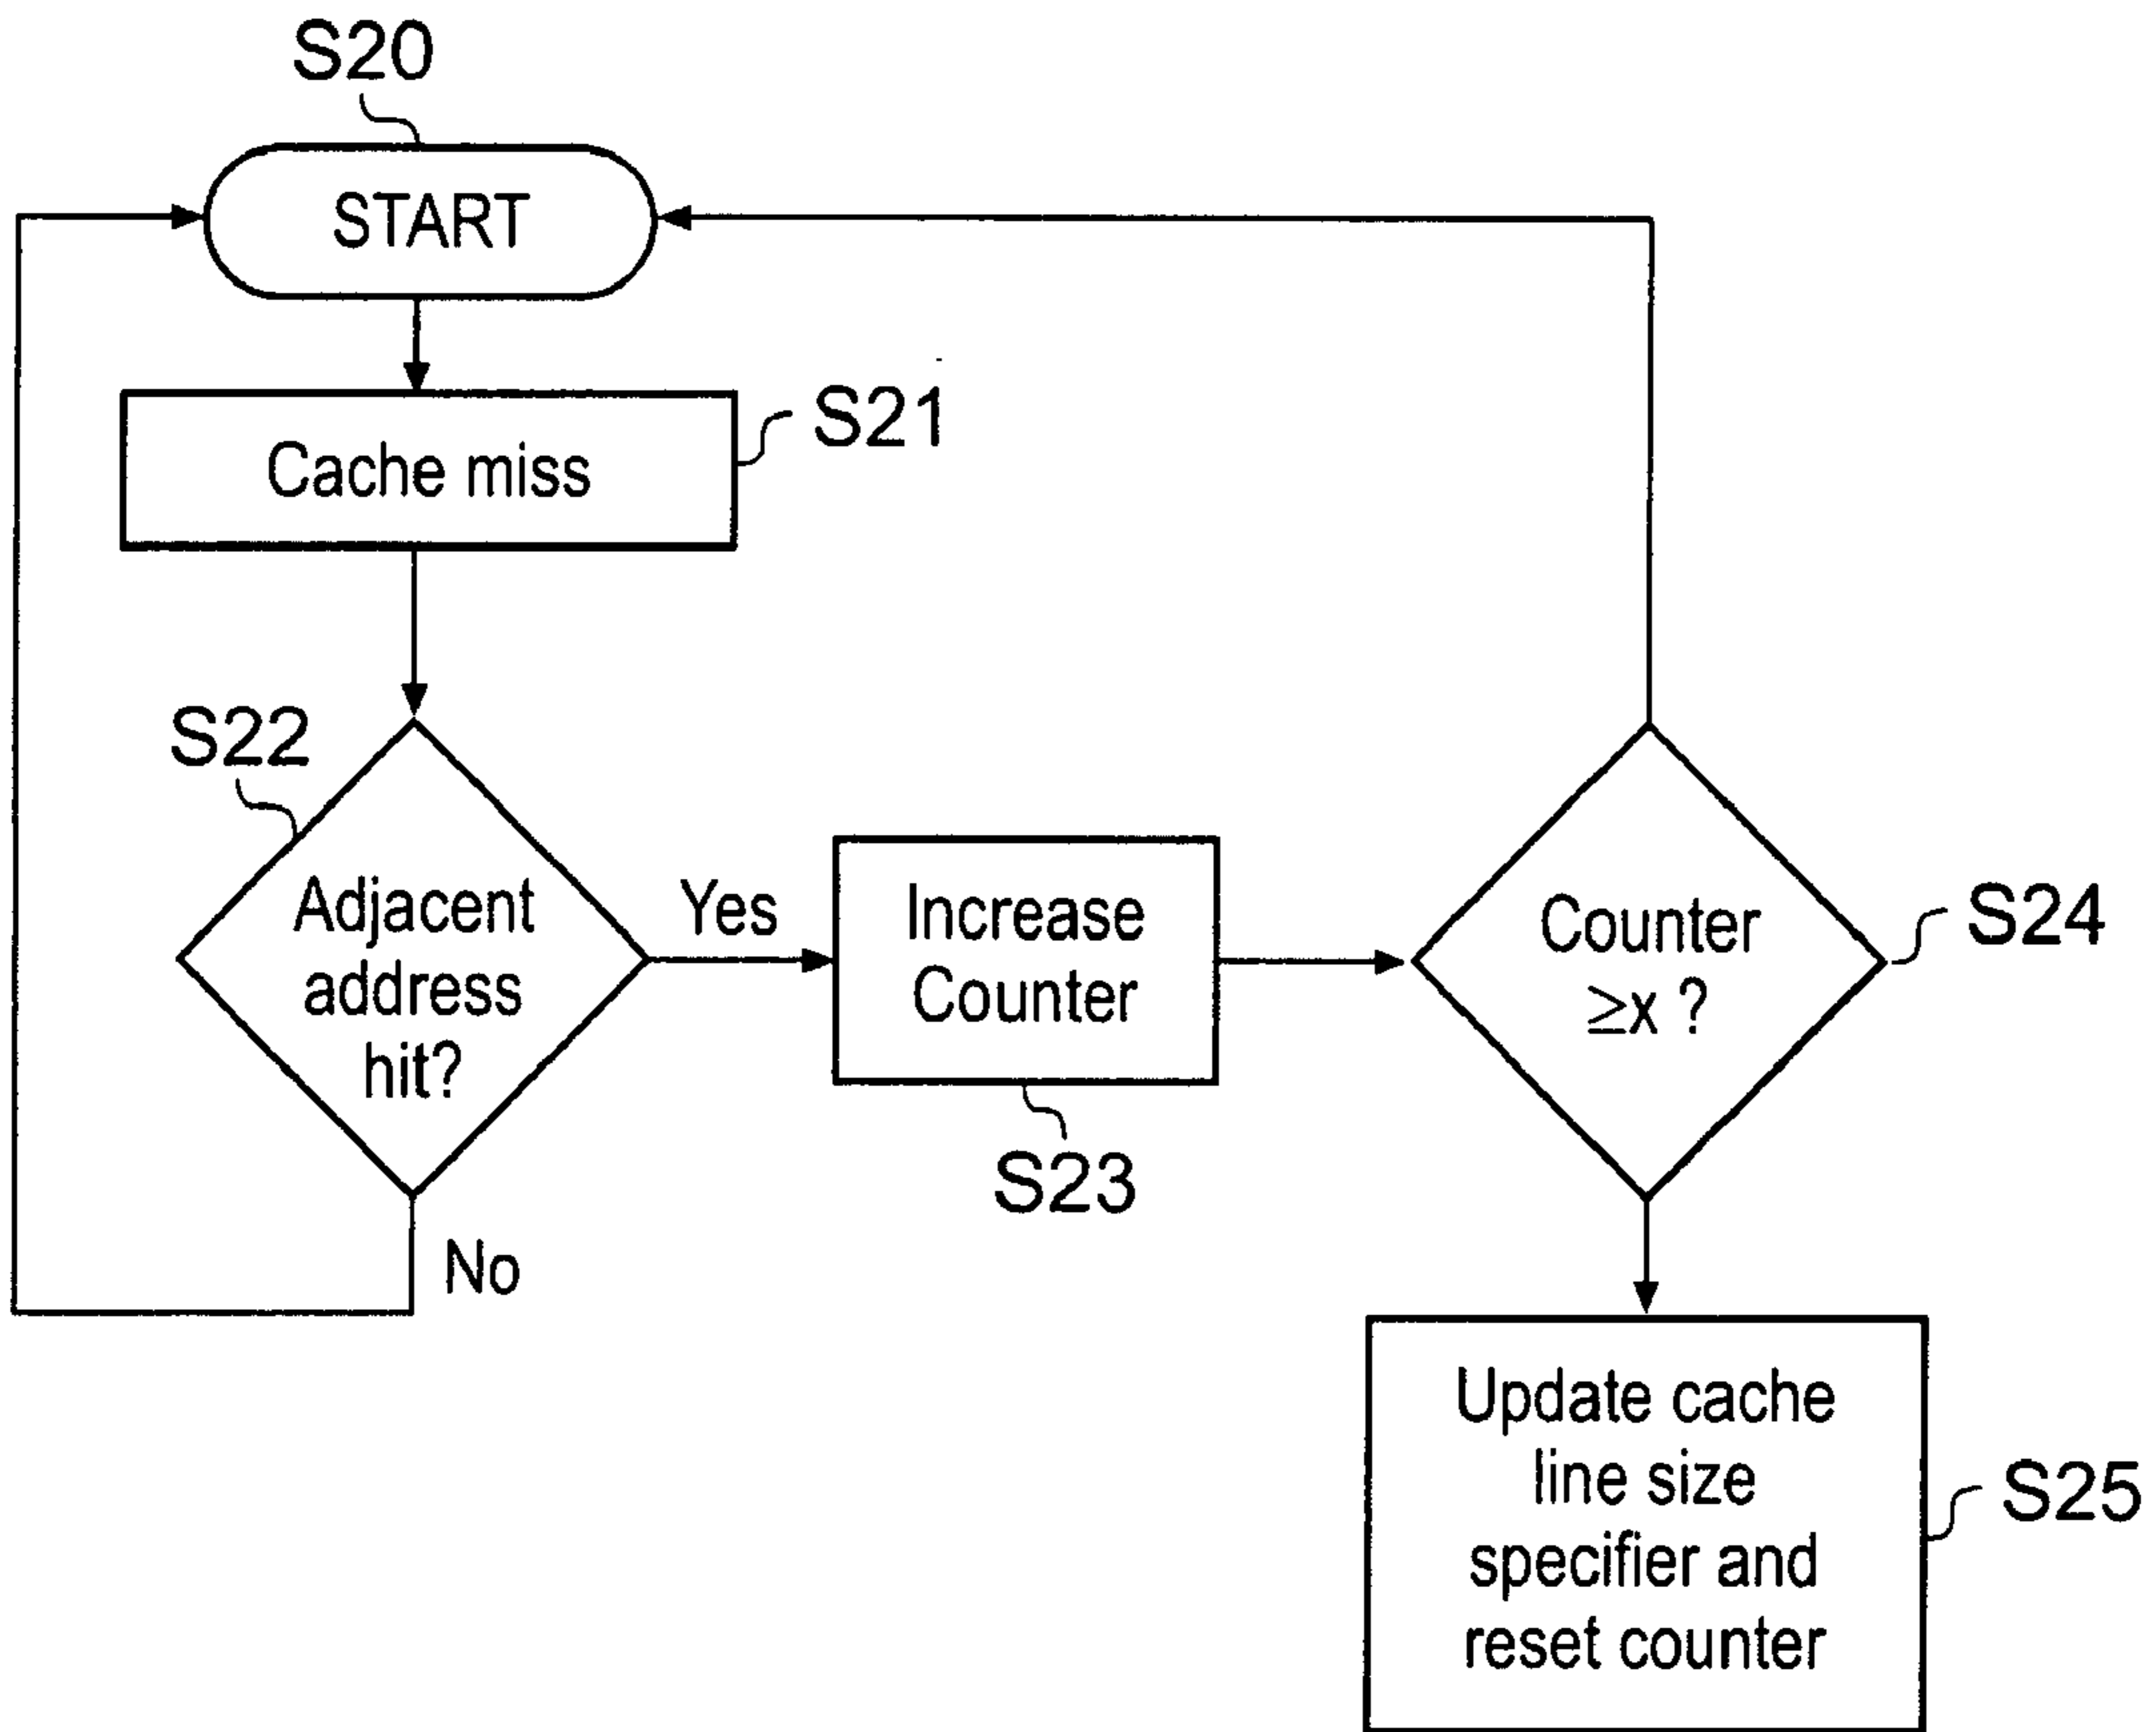 S20
START
Cache miss
S21
S22
Adjacent
address
hit?
Yes
No
Increase
Counter
S23
Counter
≥x ?
S24
Update cache
line size
specifier and
reset counter
S25